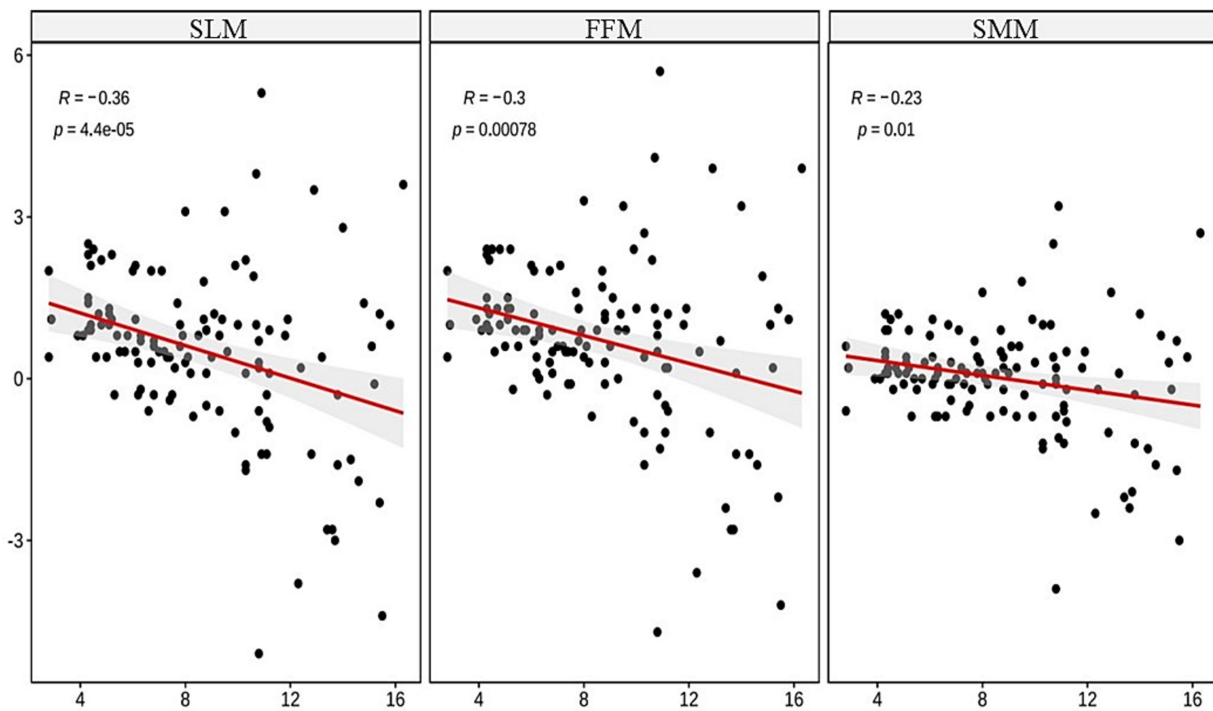 SLM
FFM
SMM
6
3
0
-3
R = −0.36
p = 4.4e-05
R = −0.3
p = 0.00078
R = −0.23
p = 0.01
4 8 12 16
4 8 12 16
4 8 12 16